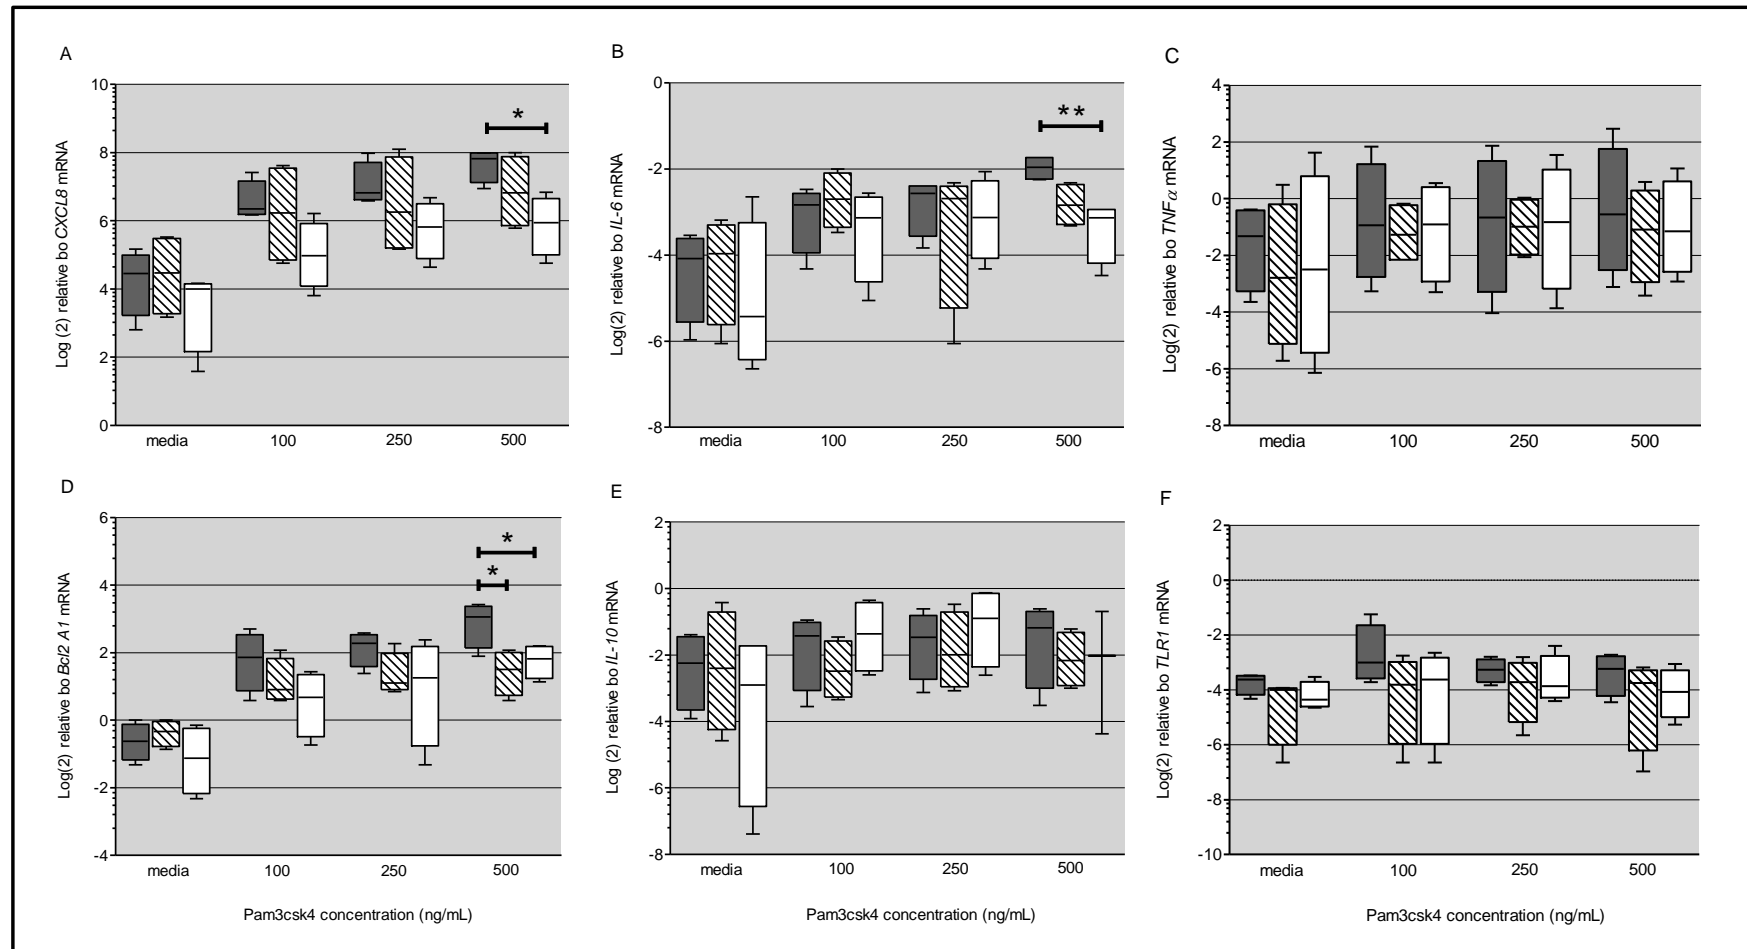 A
Log (2) relative bo CXCL8 mRNA
10
8
6
4
2
0
*
media 100 250 500
B
Log(2) relative bo IL-6 mRNA
0
-2
-4
-6
-8
**
media 100 250 500
C
Log(2) relative bo TNFα mRNA
4
2
0
-2
-4
-6
-8
media 100 250 500
D
Log(2) relative bo Bcl2 A1 mRNA
6
4
2
0
-2
-4
*
*
media 100 250 500
Pam3csk4 concentration (ng/mL)
E
Log (2) relative bo IL-10 mRNA
2
0
-2
-4
-6
-8
media 100 250 500
Pam3csk4 concentration (ng/mL)
F
Log(2) relative bo TLR1 mRNA
2
0
-2
-4
-6
-8
-10
media 100 250 500
Pam3csk4 concentration (ng/mL)